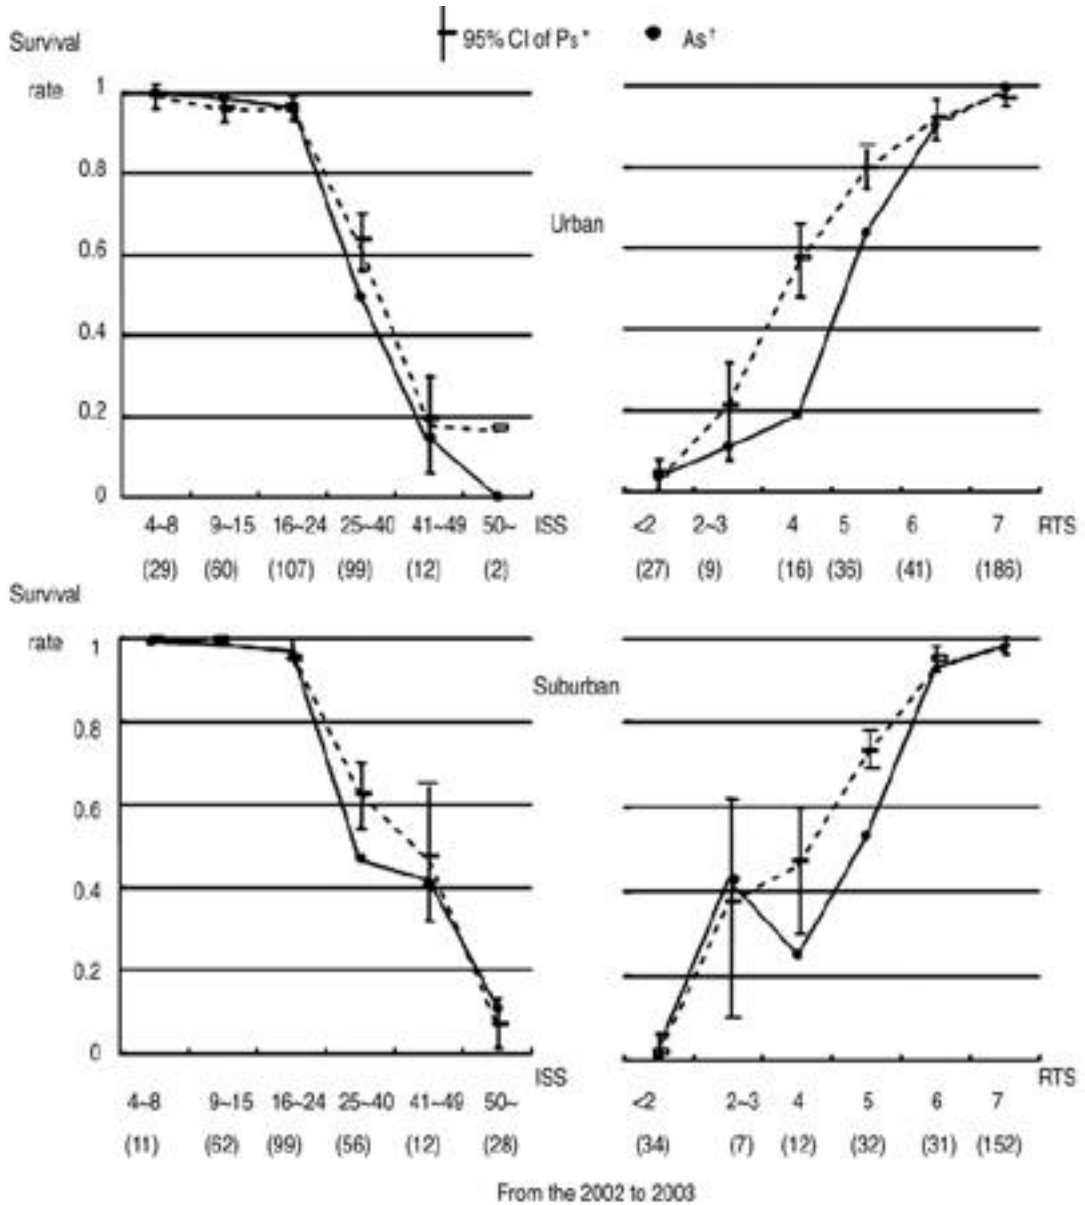 Survival
95% CI of Ps* As†
rate 1 0.8 0.6 0.4 0.2 0
Urban
4~8 9~15 16~24 25~40 41~49 50~ ISS
(29) (60) (107) (99) (12) (2)
<2 2~3 4 5 6 7 RTS
(27) (9) (16) (35) (41) (186)
Survival
rate 1 0.8 0.6 0.4 0.2 0
Suburban
ISS
4~8 9~15 16~24 25~40 41~49 50~
(11) (62) (99) (56) (12) (28)
RTS
<2 2~3 4 5 6 7
(34) (7) (12) (32) (31) (152)
From the 2002 to 2003